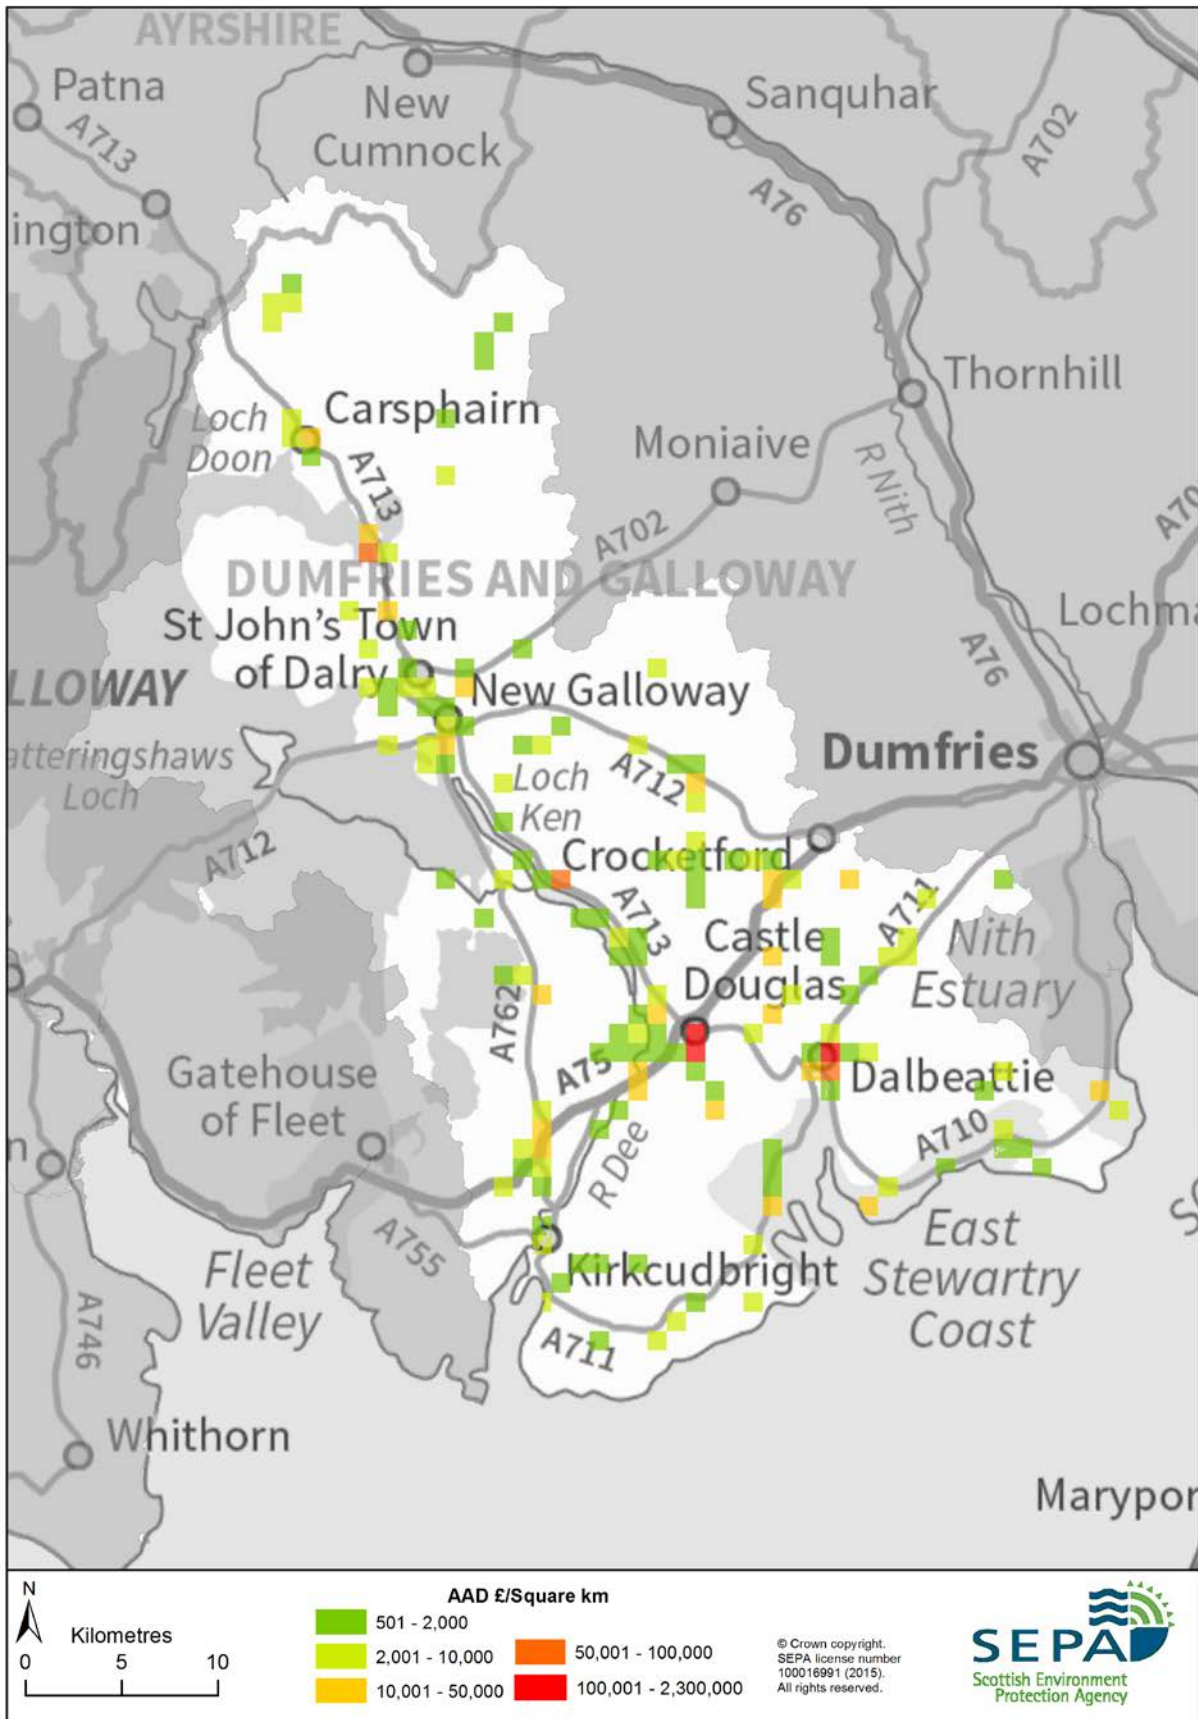 AYRSHIRE
Patna
New
Cumnock
Sanquhar
A713
A702
A76
ington
Thornhill
Carsphairn
Loch
Doon
Moniaive
A713
R Nith
A702
A70
DUMFRIES AND GALLOWAY
St John's Town
of Dalry
Lochma
A76
LLOWAY
New Galloway
atteringshaws
Loch
Dumfries
A712
Loch
Ken
A712
Crocketford
A713
A711
Castle
Douglas
Nith
Estuary
A762
Gatehouse
of Fleet
A75
Dalbeattie
n
R Dee
A710
A755
Fleet
Valley
Kirkcudbright
East
Stewartry
Coast
A746
A711
Whithorn
Marypor
N
Kilometres
0 5 10
AAD £/Square km
501 - 2,000
2,001 - 10,000
10,001 - 50,000
50,001 - 100,000
100,001 - 2,300,000
© Crown copyright.
SEPA license number
100016991 (2015).
All rights reserved.
SEPA
Scottish Environment
Protection Agency